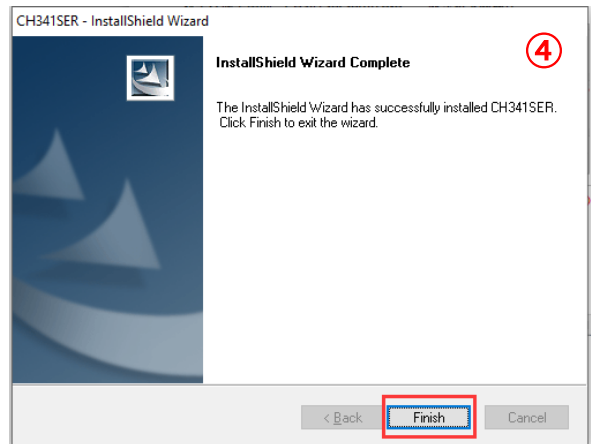 CH341SER - InstallShield Wizard
④
InstallShield Wizard Complete
The InstallShield Wizard has successfully installed CH341SER.
Click Finish to exit the wizard.
< Back
Finish
Cancel